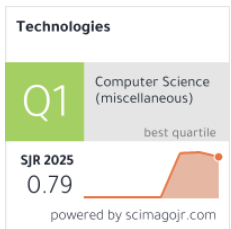 Technologies
Q1
Computer Science
(miscellaneous)
best quartile
SJR 2025
0.79
powered by scimagojr.com